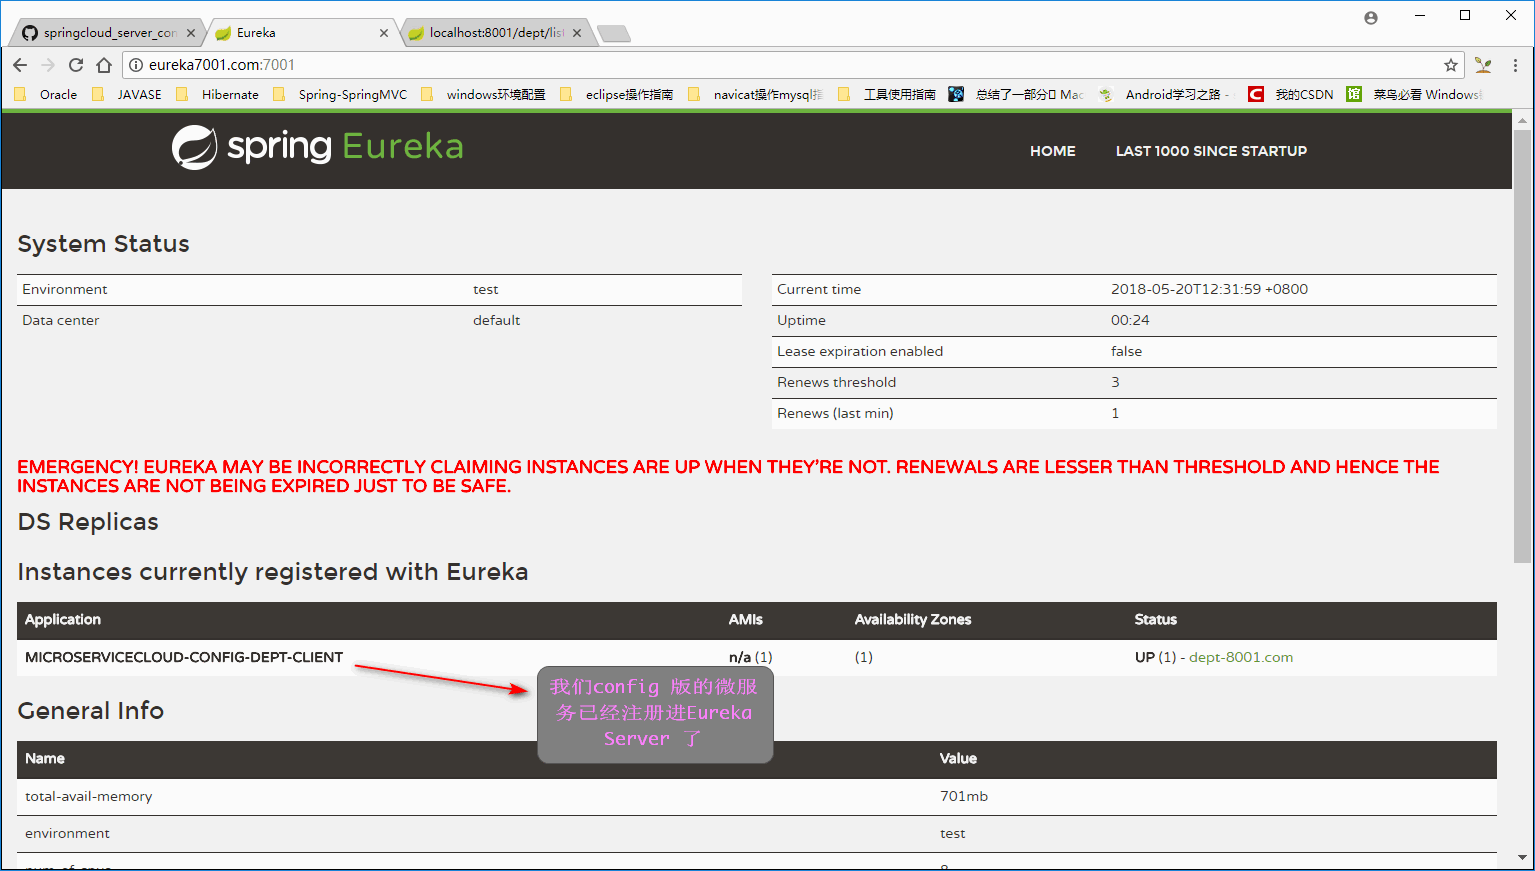 springcloud_server_con
Eureka
localhost:8001/dept/list
eureka7001.com:7001
Oracle JAVASE Hibernate Spring-SpringMVC windows环境配置 eclipse操作指南 navicat操作mysql指 工具使用指南 总结了一部分 Mac Android学习之路 - 我的CSDN 菜鸟必看 Windows
spring Eureka
HOME LAST 1000 SINCE STARTUP
System Status
Environment test
Data center default
Current time 2018-05-20T12:31:59 +0800
Uptime 00:24
Lease expiration enabled false
Renews threshold 3
Renews (last min) 1
EMERGENCY! EUREKA MAY BE INCORRECTLY CLAIMING INSTANCES ARE UP WHEN THEY'RE NOT. RENEWALS ARE LESSER THAN THRESHOLD AND HENCE THE
INSTANCES ARE NOT BEING EXPIRED JUST TO BE SAFE.
DS Replicas
Instances currently registered with Eureka
Application AMIs Availability Zones Status
MICROSERVICECLOUD-CONFIG-DEPT-CLIENT n/a (1) (1) UP (1) - dept-8001.com
我们config 版的微服
务已经注册进Eureka
Server 了
General Info
Name Value
total-avail-memory 701mb
environment test